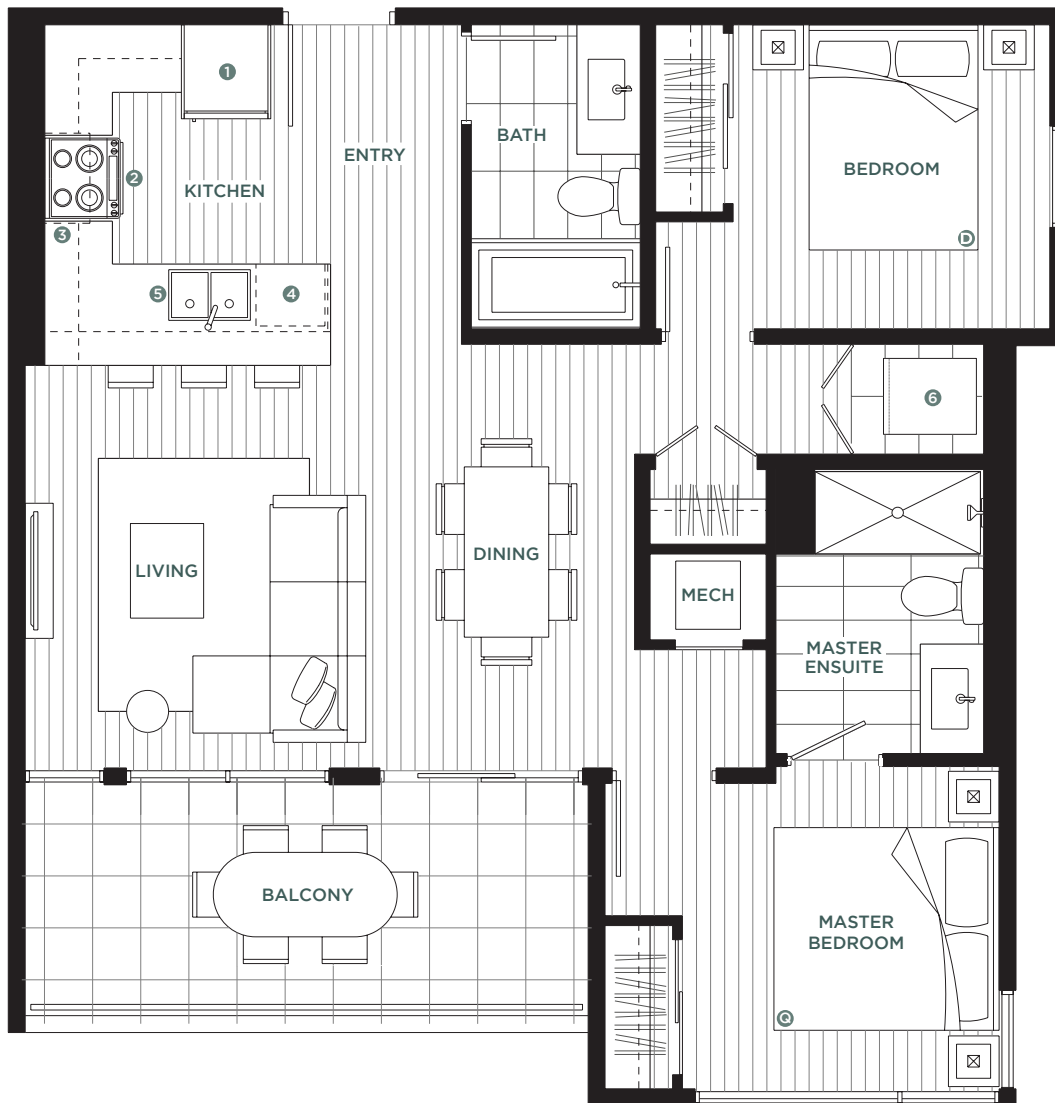 1
ENTRY
BATH
BEDROOM
2
KITCHEN
3
D
5
4
6
LIVING
DINING
MECH
MASTER
ENSUITE
BALCONY
MASTER
BEDROOM
Q